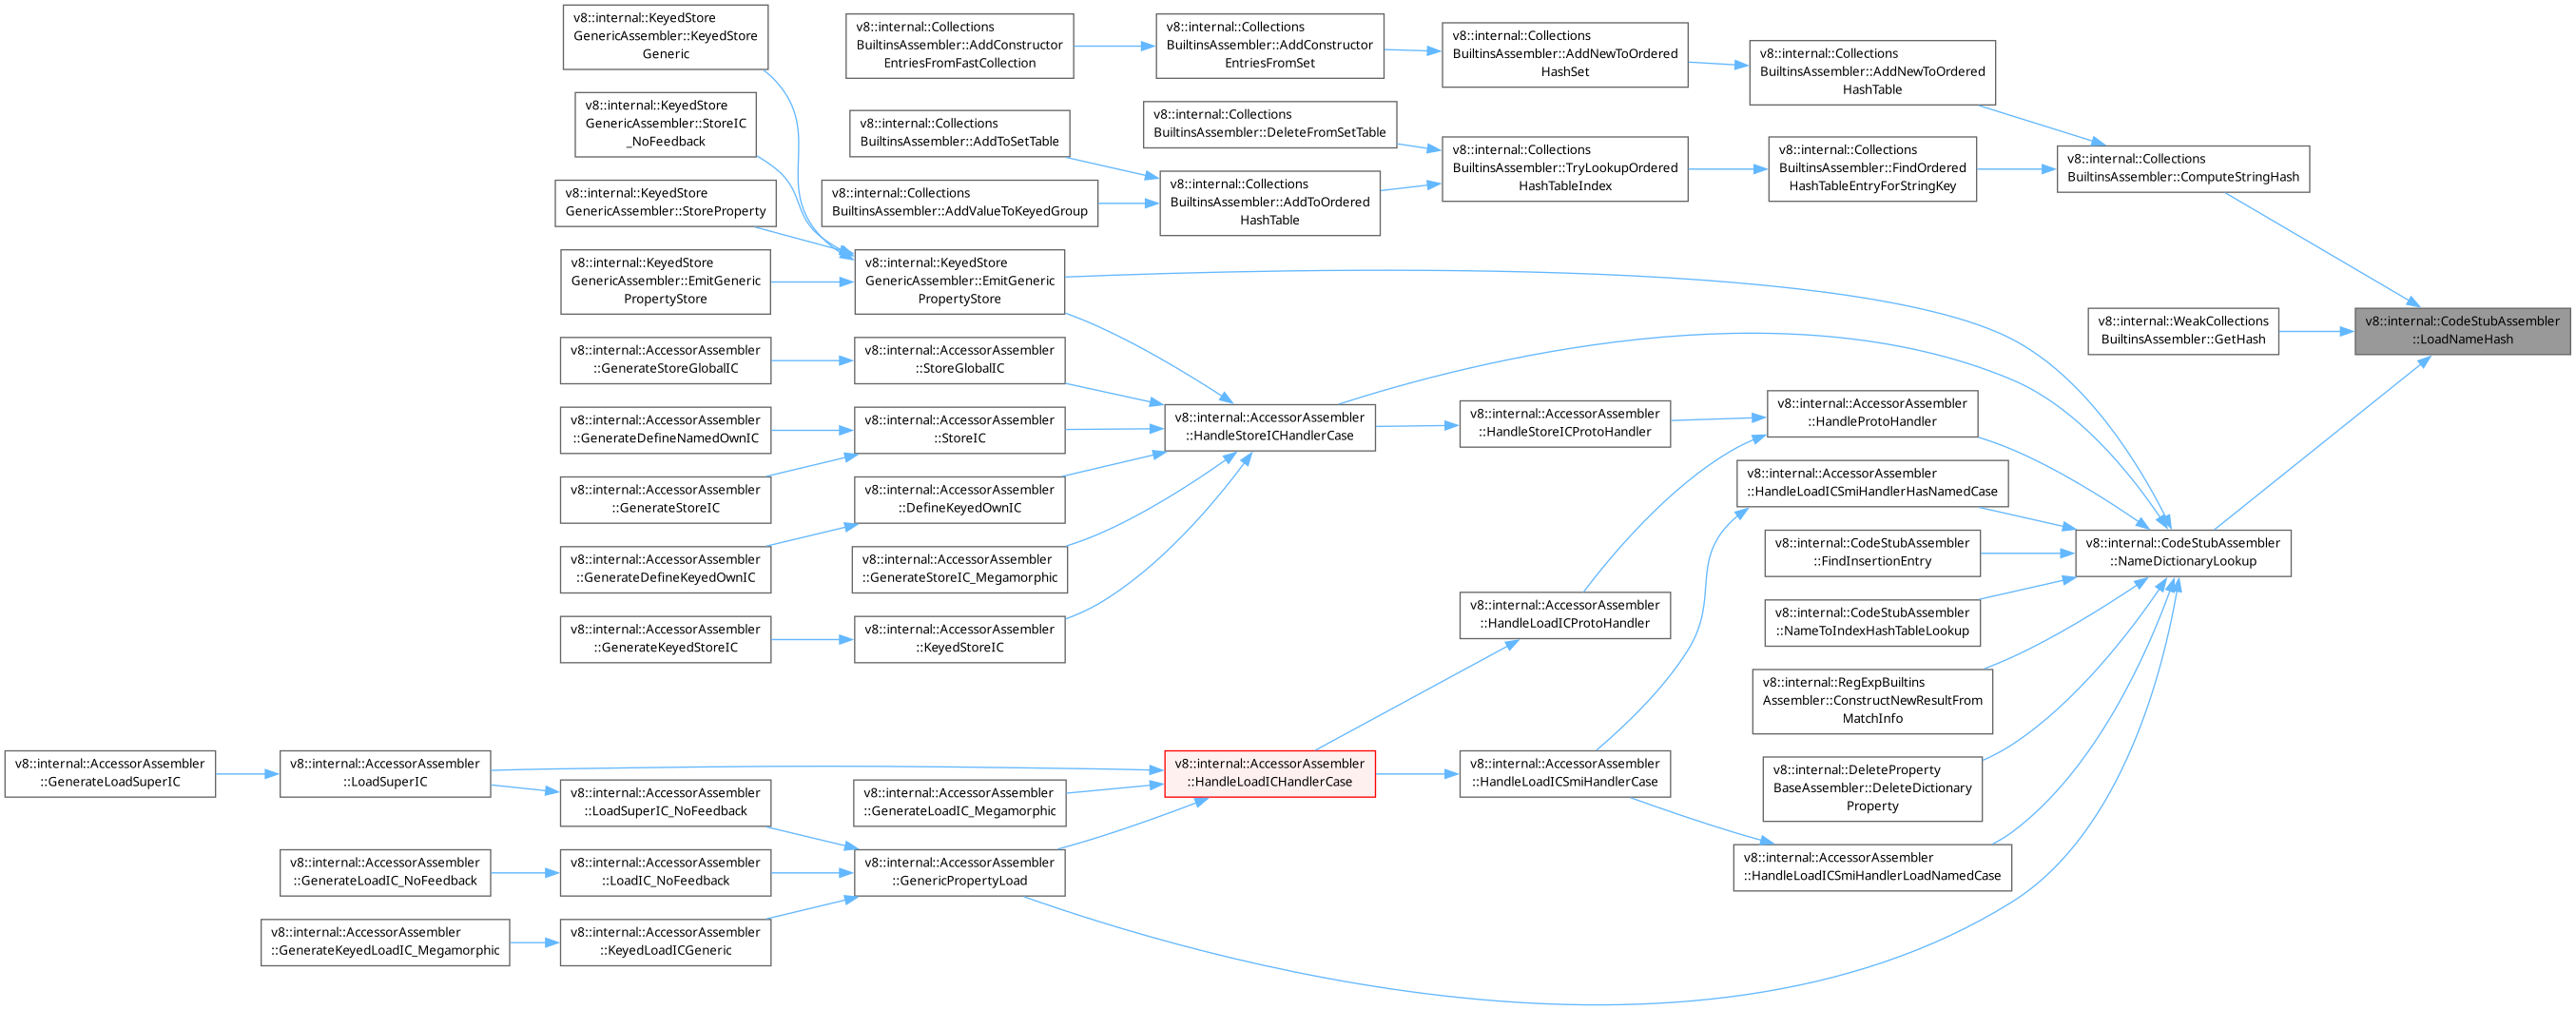 v8::internal::KeyedStore
GenericAssembler::KeyedStore
Generic
v8::internal::Collections
BuiltinsAssembler::AddConstructor
EntriesFromFastCollection
v8::internal::Collections
BuiltinsAssembler::AddConstructor
EntriesFromSet
v8::internal::Collections
BuiltinsAssembler::AddNewToOrdered
HashSet
v8::internal::Collections
BuiltinsAssembler::AddNewToOrdered
HashTable
v8::internal::KeyedStore
GenericAssembler::StoreIC
_NoFeedback
v8::internal::Collections
BuiltinsAssembler::AddToSetTable
v8::internal::Collections
BuiltinsAssembler::DeleteFromSetTable
v8::internal::Collections
BuiltinsAssembler::TryLookupOrdered
HashTableIndex
v8::internal::Collections
BuiltinsAssembler::FindOrdered
HashTableEntryForStringKey
v8::internal::Collections
BuiltinsAssembler::ComputeStringHash
v8::internal::KeyedStore
GenericAssembler::StoreProperty
v8::internal::Collections
BuiltinsAssembler::AddValueToKeyedGroup
v8::internal::Collections
BuiltinsAssembler::AddToOrdered
HashTable
v8::internal::KeyedStore
GenericAssembler::EmitGeneric
PropertyStore
v8::internal::KeyedStore
GenericAssembler::EmitGeneric
PropertyStore
v8::internal::WeakCollections
BuiltinsAssembler::GetHash
v8::internal::CodeStubAssembler
::LoadNameHash
v8::internal::AccessorAssembler
::GenerateStoreGlobalIC
v8::internal::AccessorAssembler
::StoreGlobalIC
v8::internal::AccessorAssembler
::GenerateDefineNamedOwnIC
v8::internal::AccessorAssembler
::StoreIC
v8::internal::AccessorAssembler
::HandleStoreICHandlerCase
v8::internal::AccessorAssembler
::HandleStoreICProtoHandler
v8::internal::AccessorAssembler
::HandleProtoHandler
v8::internal::AccessorAssembler
::GenerateStoreIC
v8::internal::AccessorAssembler
::DefineKeyedOwnIC
v8::internal::AccessorAssembler
::HandleLoadICSmiHandlerHasNamedCase
v8::internal::AccessorAssembler
::GenerateDefineKeyedOwnIC
v8::internal::AccessorAssembler
::GenerateStoreIC_Megamorphic
v8::internal::CodeStubAssembler
::FindInsertionEntry
v8::internal::CodeStubAssembler
::NameDictionaryLookup
v8::internal::AccessorAssembler
::GenerateKeyedStoreIC
v8::internal::AccessorAssembler
::KeyedStoreIC
v8::internal::AccessorAssembler
::HandleLoadICProtoHandler
v8::internal::CodeStubAssembler
::NameToIndexHashTableLookup
v8::internal::RegExpBuiltins
Assembler::ConstructNewResultFrom
MatchInfo
v8::internal::AccessorAssembler
::GenerateLoadSuperIC
v8::internal::AccessorAssembler
::LoadSuperIC
v8::internal::AccessorAssembler
::LoadSuperIC_NoFeedback
v8::internal::AccessorAssembler
::GenerateLoadIC_Megamorphic
v8::internal::AccessorAssembler
::HandleLoadICHandlerCase
v8::internal::AccessorAssembler
::HandleLoadICSmiHandlerCase
v8::internal::DeleteProperty
BaseAssembler::DeleteDictionary
Property
v8::internal::AccessorAssembler
::GenerateLoadIC_NoFeedback
v8::internal::AccessorAssembler
::LoadIC_NoFeedback
v8::internal::AccessorAssembler
::GenericPropertyLoad
v8::internal::AccessorAssembler
::HandleLoadICSmiHandlerLoadNamedCase
v8::internal::AccessorAssembler
::GenerateKeyedLoadIC_Megamorphic
v8::internal::AccessorAssembler
::KeyedLoadICGeneric